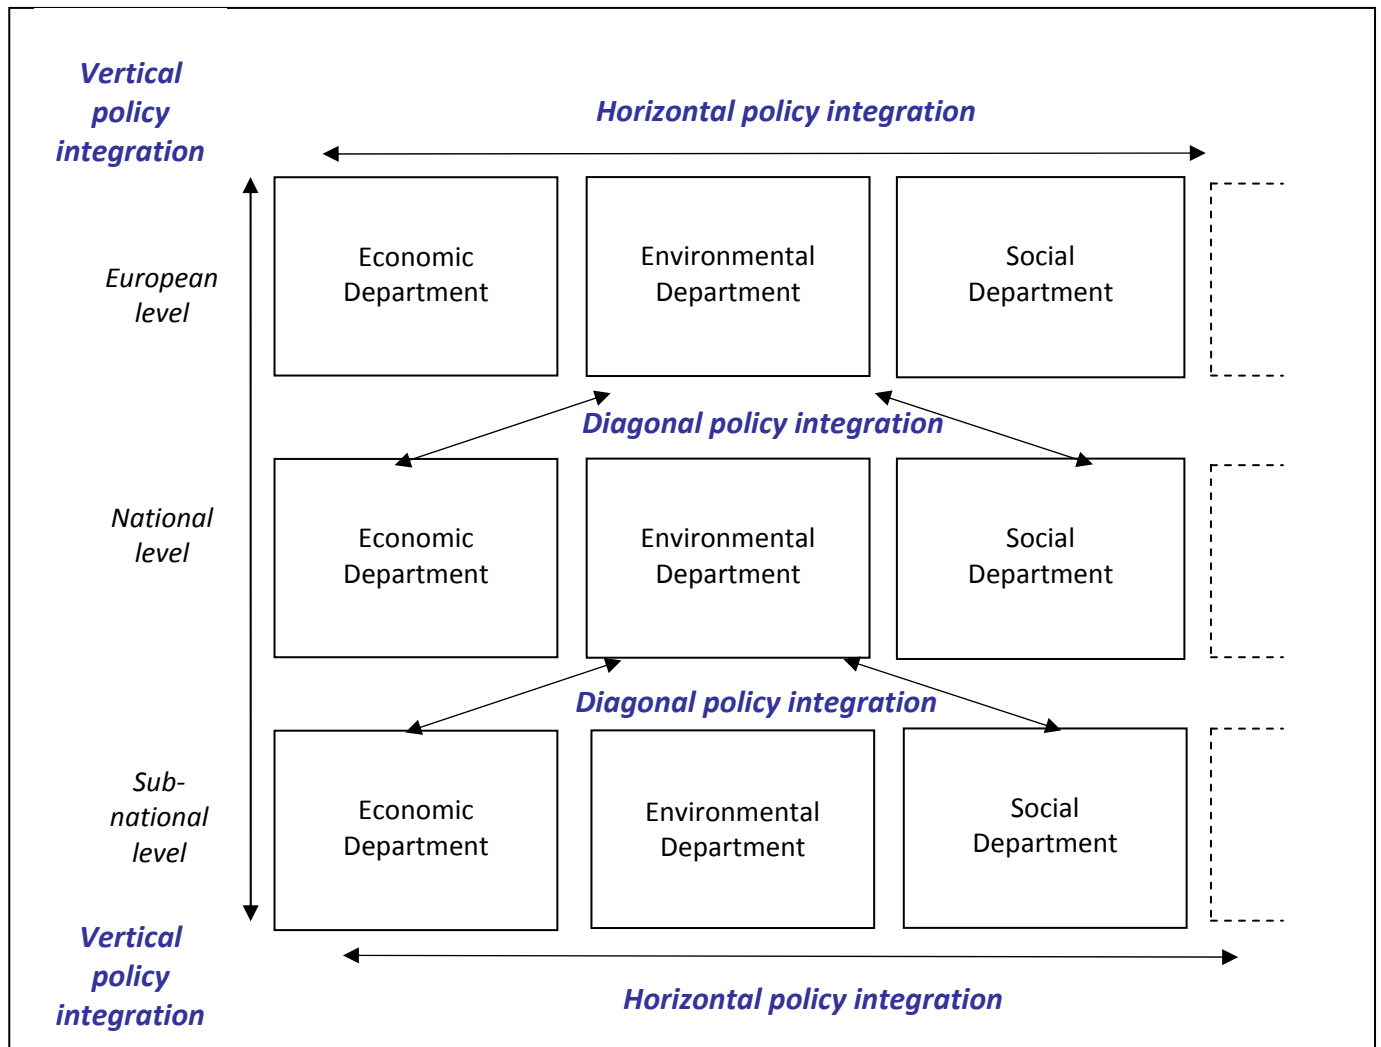 Vertical
policy
integration
Horizontal policy integration
European
level
Economic
Department
Environmental
Department
Social
Department
Diagonal policy integration
National
level
Economic
Department
Environmental
Department
Social
Department
Diagonal policy integration
Sub-
national
level
Economic
Department
Environmental
Department
Social
Department
Vertical
policy
integration
Horizontal policy integration